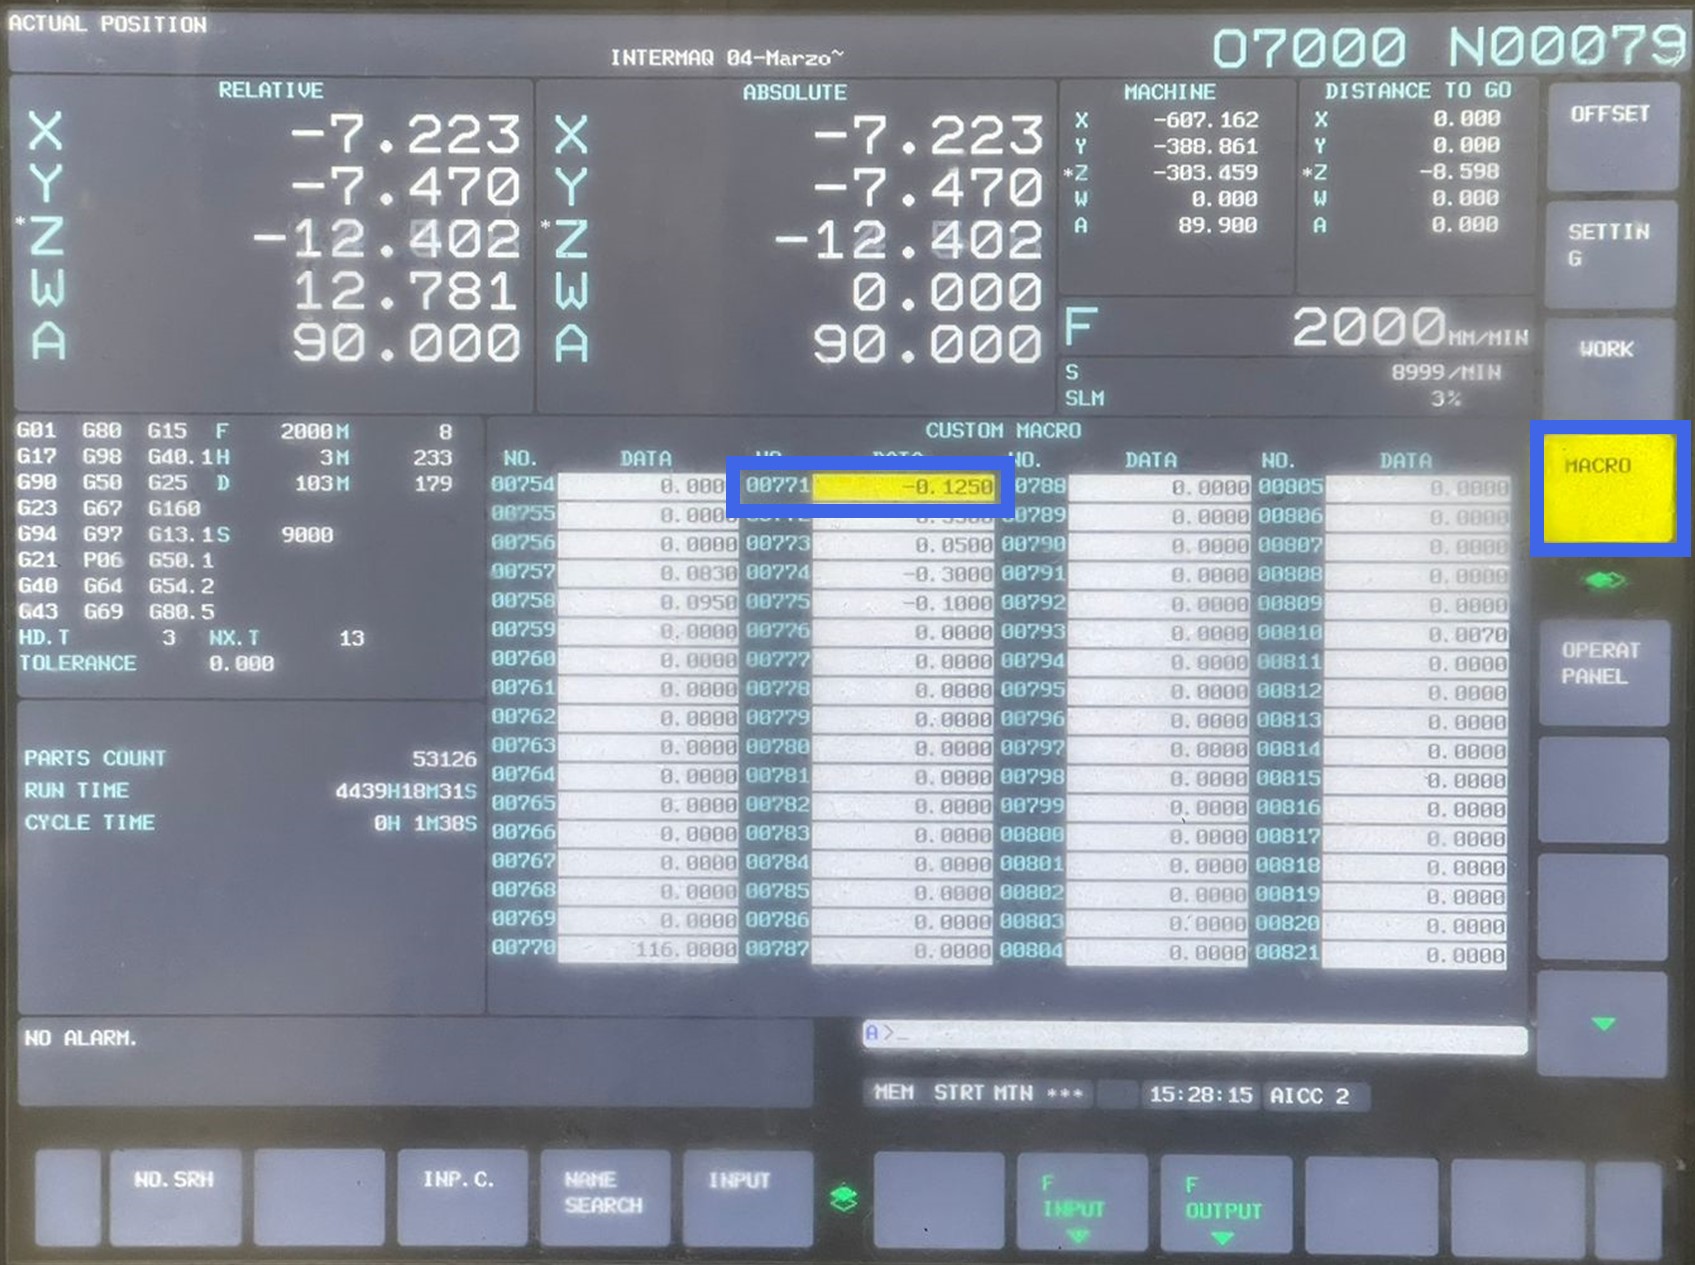 ACTUAL POSITION
INTERMAQ 04-Marzo~
O7000 N00079
RELATIVE
X -7.223
Y -7.470
*Z -12.402
W 12.781
A 90.000
ABSOLUTE
X -7.223
Y -7.470
*Z -12.402
W 0.000
A 90.000
MACHINE
X -607.162
Y -388.861
*Z -303.459
W 0.000
A 89.900
DISTANCE TO GO
X 0.000
Y 0.000
*Z -8.598
W 0.000
A 0.000
F 2000 MM/MIN
S 8999/MIN
SLM 3%
OFFSET
SETTIN
G
WORK
MACRO
OPERAT
PANEL
G01 G80 G15 F 2000 M 8
G17 G98 G40.1 H 3 M 233
G90 G50 G25 D 103 M 179
G23 G67 G160
G94 G97 G13.1 S 9000
G21 P06 G50.1
G40 G64 G54.2
G43 G69 G80.5
HD.T 3 NX.T 13
TOLERANCE 0.000
PARTS COUNT 53126
RUN TIME 4439H18M31S
CYCLE TIME 0H 1M38S
CUSTOM MACRO
NO. DATA NO. DATA NO. DATA NO. DATA
00754 0.000 00771 -0.1250 00788 0.0000 00805 0.0000
00755 0.0000 00789 0.0000 00806 0.0000
00756 0.0000 00773 0.0500 00790 0.0000 00807 0.0000
00757 0.0830 00774 -0.3000 00791 0.0000 00808 0.0000
00758 0.0950 00775 -0.1000 00792 0.0000 00809 0.0000
00759 0.0000 00776 0.0000 00793 0.0000 00810 0.0070
00760 0.0000 00777 0.0000 00794 0.0000 00811 0.0000
00761 0.0000 00778 0.0000 00795 0.0000 00812 0.0000
00762 0.0000 00779 0.0000 00796 0.0000 00813 0.0000
00763 0.0000 00780 0.0000 00797 0.0000 00814 0.0000
00764 0.0000 00781 0.0000 00798 0.0000 00815 0.0000
00765 0.0000 00782 0.0000 00799 0.0000 00816 0.0000
00766 0.0000 00783 0.0000 00800 0.0000 00817 0.0000
00767 0.0000 00784 0.0000 00801 0.0000 00818 0.0000
00768 0.0000 00785 0.0000 00802 0.0000 00819 0.0000
00769 0.0000 00786 0.0000 00803 0.0000 00820 0.0000
00770 116.0000 00787 0.0000 00804 0.0000 00821 0.0000
NO ALARM.
A>_
MEM STRT MTN *** 15:28:15 AICC 2
NO.SRH
INP.C.
NAME
SEARCH
INPUT
F
INPUT
F
OUTPUT